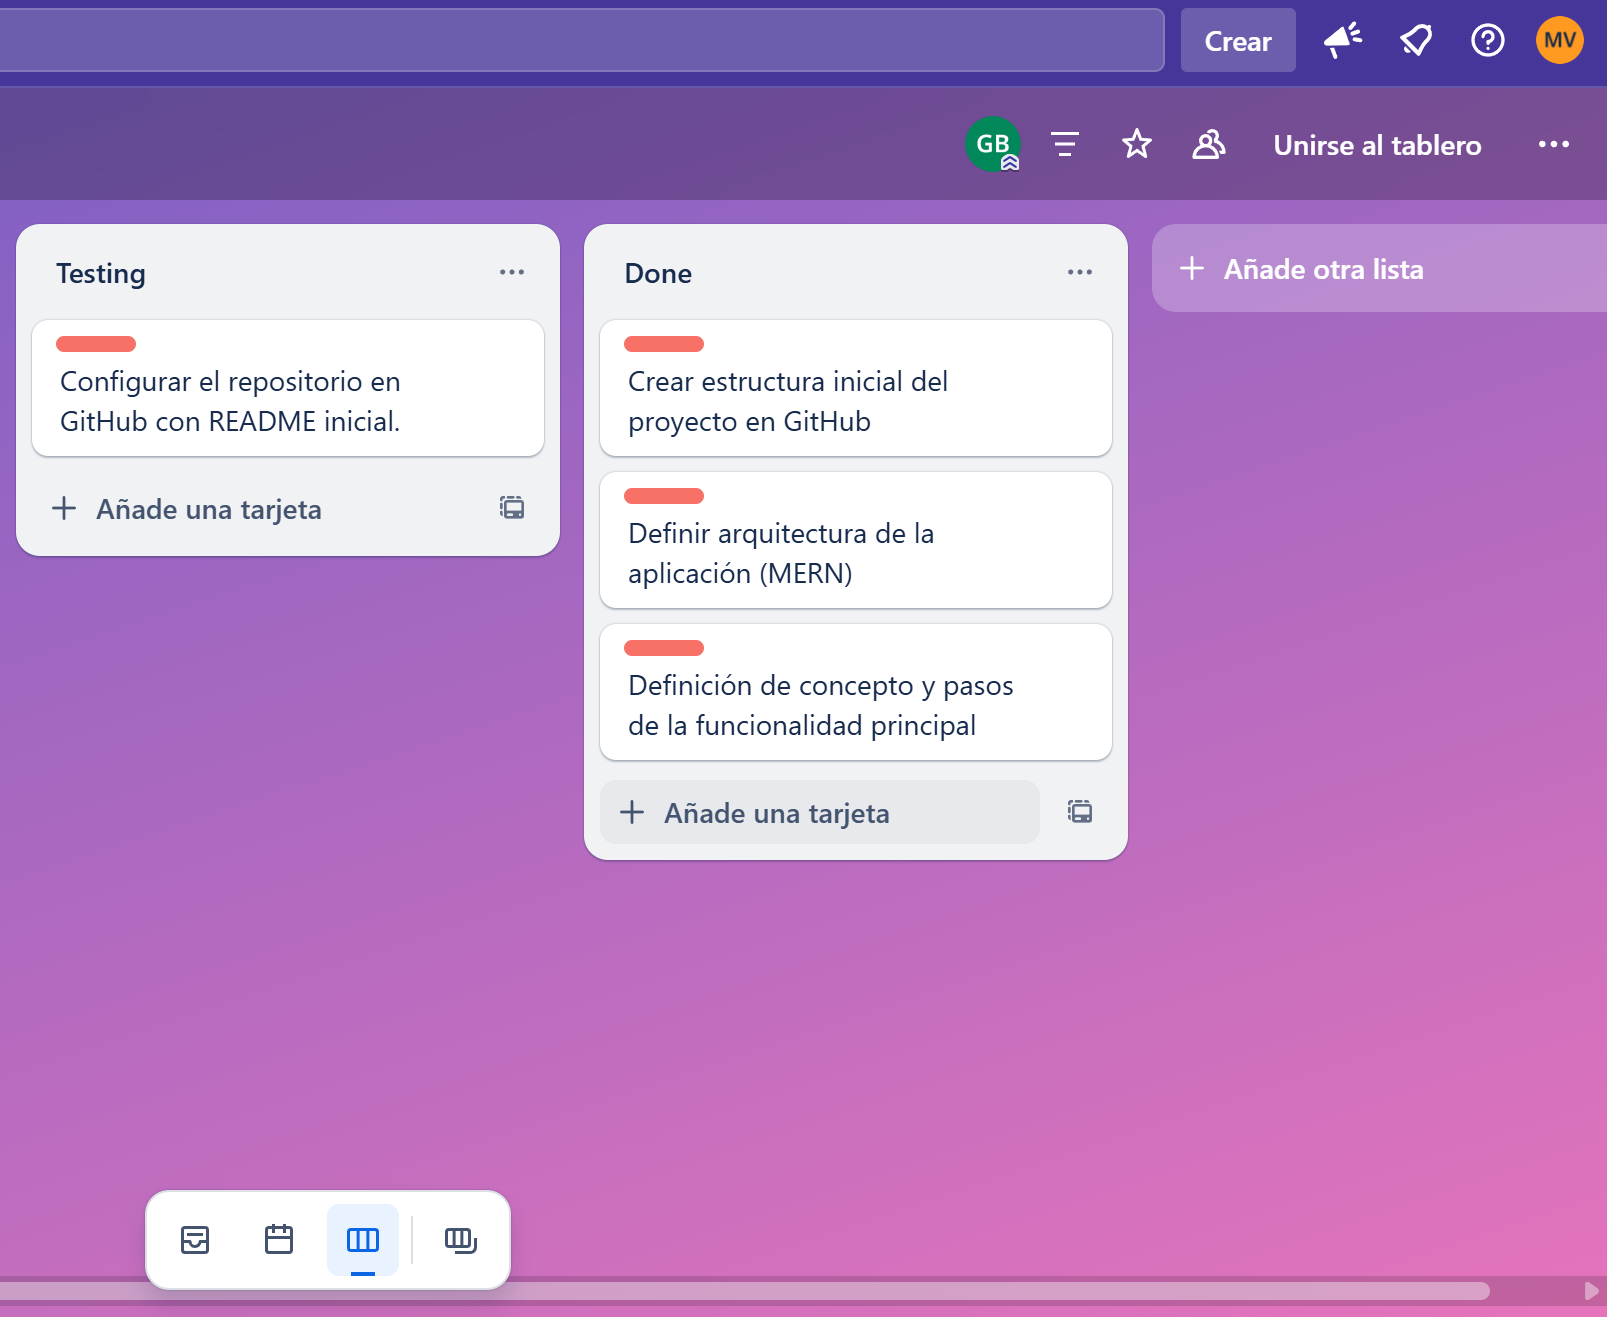 Crear
MV
GB
Unirse al tablero
Testing
Configurar el repositorio en
GitHub con README inicial.
Añade una tarjeta
Done
Crear estructura inicial del
proyecto en GitHub
Definir arquitectura de la
aplicación (MERN)
Definición de concepto y pasos
de la funcionalidad principal
Añade una tarjeta
Añade otra lista